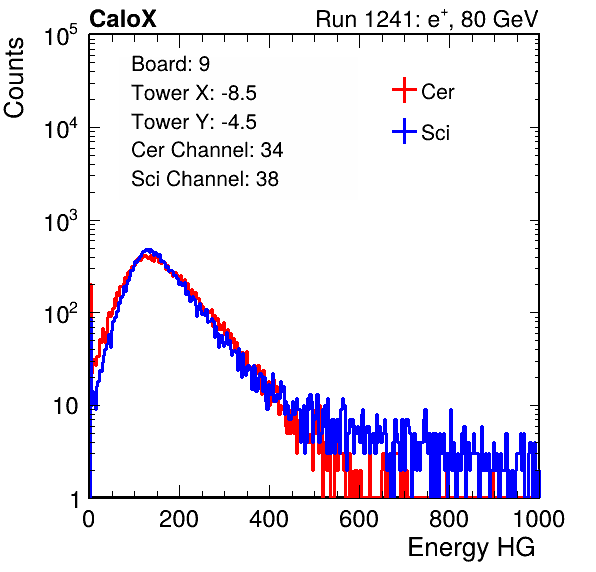 CaloX Run 1241: e⁺, 80 GeV
Counts
Board: 9
Tower X: -8.5
Tower Y: -4.5
Cer Channel: 34
Sci Channel: 38
Cer
Sci
10⁵
10⁴
10³
10²
10
1
0 200 400 600 800 1000
Energy HG